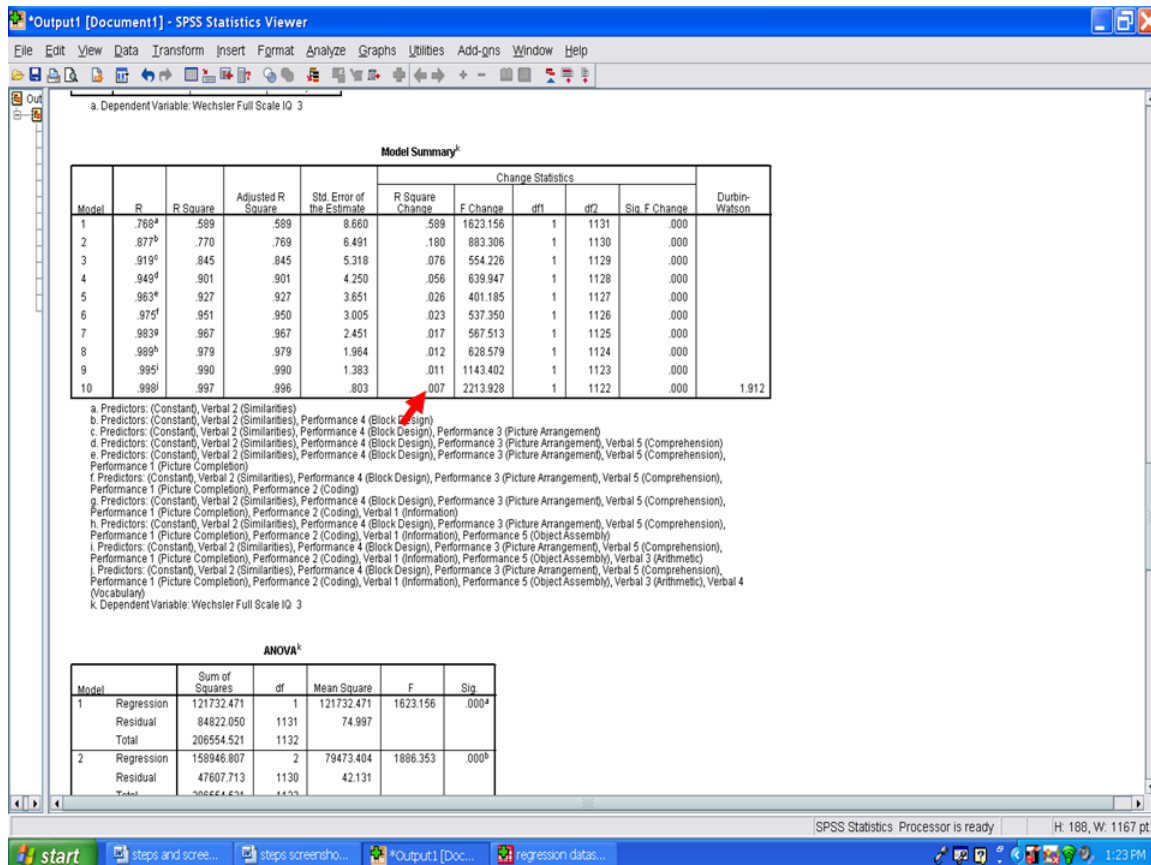 *Output1 [Document1] - SPSS Statistics Viewer
File Edit View Data Transform Insert Format Analyze Graphs Utilities Add-ons Window Help
Out
a. Dependent Variable: Wechsler Full Scale IQ 3
Model Summaryk
Change Statistics
Model R R Square Adjusted R Square Std. Error of the Estimate R Square Change F Change df1 df2 Sig. F Change Durbin-Watson
1 .768a .589 .589 8.660 .589 1623.156 1 1131 .000
2 .877b .770 .769 6.491 .180 883.306 1 1130 .000
3 .919c .845 .845 5.318 .076 554.226 1 1129 .000
4 .949d .901 .901 4.250 .056 639.947 1 1128 .000
5 .963e .927 .927 3.651 .026 401.185 1 1127 .000
6 .975f .951 .950 3.005 .023 537.350 1 1126 .000
7 .983g .967 .967 2.451 .017 567.513 1 1125 .000
8 .989h .979 .979 1.964 .012 628.579 1 1124 .000
9 .995i .990 .990 1.383 .011 1143.402 1 1123 .000
10 .998j .997 .996 .803 .007 2213.928 1 1122 .000 1.912
a. Predictors: (Constant), Verbal 2 (Similarities)
b. Predictors: (Constant), Verbal 2 (Similarities), Performance 4 (Block Design)
c. Predictors: (Constant), Verbal 2 (Similarities), Performance 4 (Block Design), Performance 3 (Picture Arrangement)
d. Predictors: (Constant), Verbal 2 (Similarities), Performance 4 (Block Design), Performance 3 (Picture Arrangement), Verbal 5 (Comprehension)
e. Predictors: (Constant), Verbal 2 (Similarities), Performance 4 (Block Design), Performance 3 (Picture Arrangement), Verbal 5 (Comprehension),
Performance 1 (Picture Completion)
f. Predictors: (Constant), Verbal 2 (Similarities), Performance 4 (Block Design), Performance 3 (Picture Arrangement), Verbal 5 (Comprehension),
Performance 1 (Picture Completion), Performance 2 (Coding)
g. Predictors: (Constant), Verbal 2 (Similarities), Performance 4 (Block Design), Performance 3 (Picture Arrangement), Verbal 5 (Comprehension),
Performance 1 (Picture Completion), Performance 2 (Coding), Verbal 1 (Information)
h. Predictors: (Constant), Verbal 2 (Similarities), Performance 4 (Block Design), Performance 3 (Picture Arrangement), Verbal 5 (Comprehension),
Performance 1 (Picture Completion), Performance 2 (Coding), Verbal 1 (Information), Performance 5 (Object Assembly)
i. Predictors: (Constant), Verbal 2 (Similarities), Performance 4 (Block Design), Performance 3 (Picture Arrangement), Verbal 5 (Comprehension),
Performance 1 (Picture Completion), Performance 2 (Coding), Verbal 1 (Information), Performance 5 (Object Assembly), Verbal 3 (Arithmetic)
j. Predictors: (Constant), Verbal 2 (Similarities), Performance 4 (Block Design), Performance 3 (Picture Arrangement), Verbal 5 (Comprehension),
Performance 1 (Picture Completion), Performance 2 (Coding), Verbal 1 (Information), Performance 5 (Object Assembly), Verbal 3 (Arithmetic), Verbal 4
(Vocabulary)
k. Dependent Variable: Wechsler Full Scale IQ 3
ANOVAk
Model Sum of Squares df Mean Square F Sig.
1 Regression 121732.471 1 121732.471 1623.156 .000a
Residual 84822.050 1131 74.997
Total 206554.521 1132
2 Regression 158946.807 2 79473.404 1886.353 .000b
Residual 47607.713 1130 42.131
Total 206554.521 1132
SPSS Statistics Processor is ready H: 188, W: 1167 pt
start steps and scree... steps screensho... *Output1 [Doc... regression datas... 1:23 PM